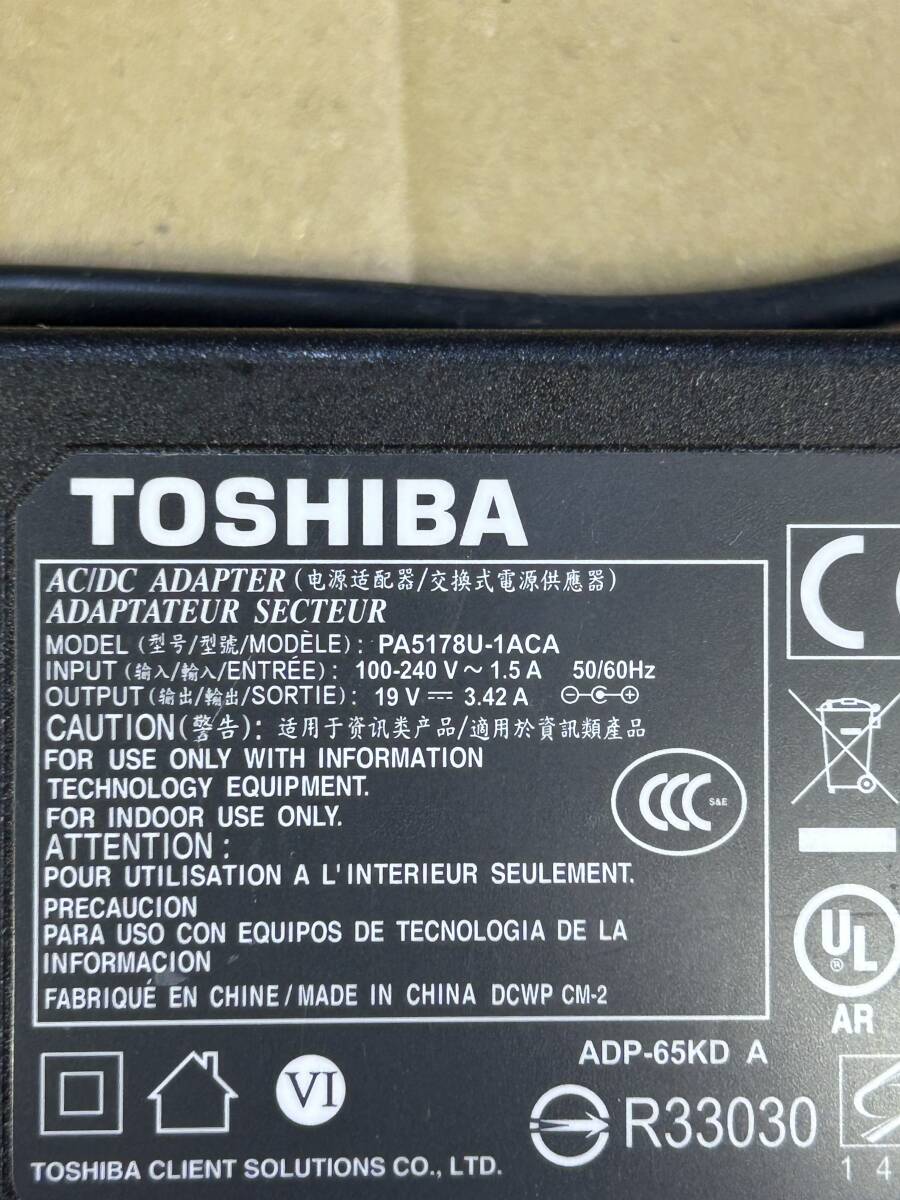 TOSHIBA
AC/DC ADAPTER (电源适配器/交換式電源供應器)
ADAPTATEUR SECTEUR
MODEL (型号/型號/MODÈLE): PA5178U-1ACA
INPUT (输入/輸入/ENTRÉE): 100-240 V ~ 1.5 A 50/60Hz
OUTPUT (输出/輸出/SORTIE): 19 V ⎓ 3.42 A
CAUTION(警告): 适用于资讯类产品/適用於資訊類產品
FOR USE ONLY WITH INFORMATION
TECHNOLOGY EQUIPMENT.
FOR INDOOR USE ONLY.
ATTENTION :
POUR UTILISATION A L'INTERIEUR SEULEMENT.
PRECAUCION
PARA USO CON EQUIPOS DE TECNOLOGIA DE LA
INFORMACION
FABRIQUÉ EN CHINE/MADE IN CHINA DCWP CM-2
CCC S&E
CE
UL ®
AR
ADP-65KD A
VI
R33030
TOSHIBA CLIENT SOLUTIONS CO., LTD.
1 4